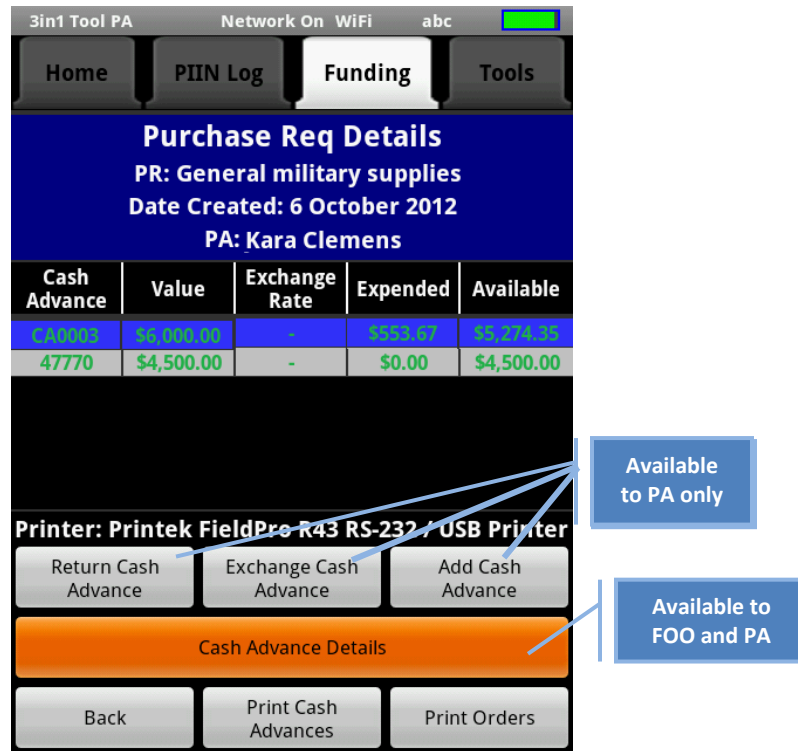 3in1 Tool PA Network On WiFi abc
Home PIIN Log Funding Tools
Purchase Req Details
PR: General military supplies
Date Created: 6 October 2012
PA: Kara Clemens
Cash Advance Value Exchange Rate Expended Available
CA0003 $6,000.00 - $553.67 $5,274.35
47770 $4,500.00 - $0.00 $4,500.00
Available
to PA only
Printer: Printek FieldPro R43 RS-232 / USB Printer
Return Cash Advance Exchange Cash Advance Add Cash Advance
Available to
FOO and PA
Cash Advance Details
Back Print Cash Advances Print Orders